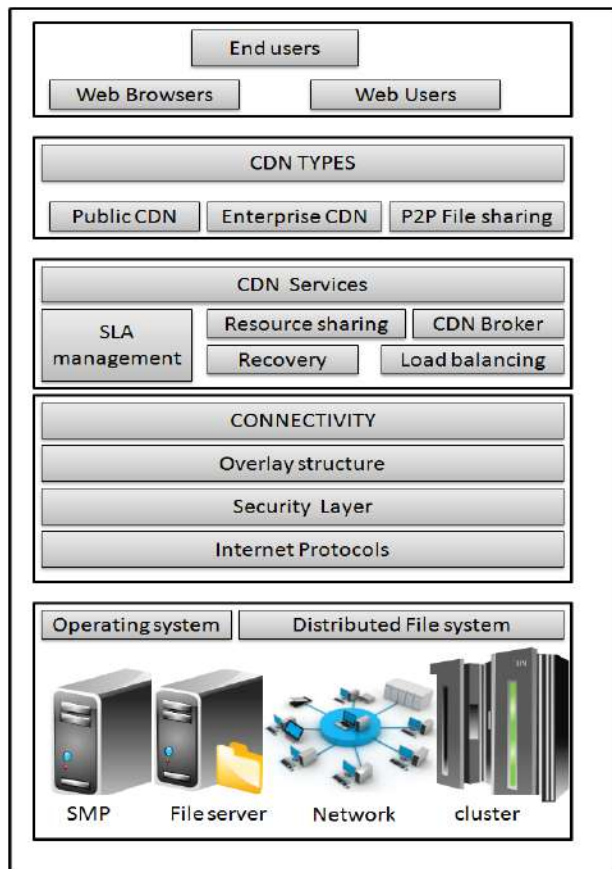 End users
Web Browsers
Web Users
CDN TYPES
Public CDN
Enterprise CDN
P2P File sharing
CDN Services
SLA
management
Resource sharing
CDN Broker
Recovery
Load balancing
CONNECTIVITY
Overlay structure
Security Layer
Internet Protocols
Operating system
Distributed File system
SMP
File server
Network
cluster